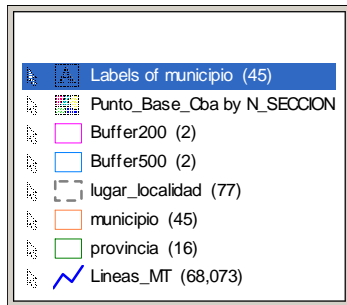 A Labels of municipio (45)
Punto_Base_Cba by N_SECCION
Buffer200 (2)
Buffer500 (2)
lugar_localidad (77)
municipio (45)
provincia (16)
Lineas_MT (68,073)